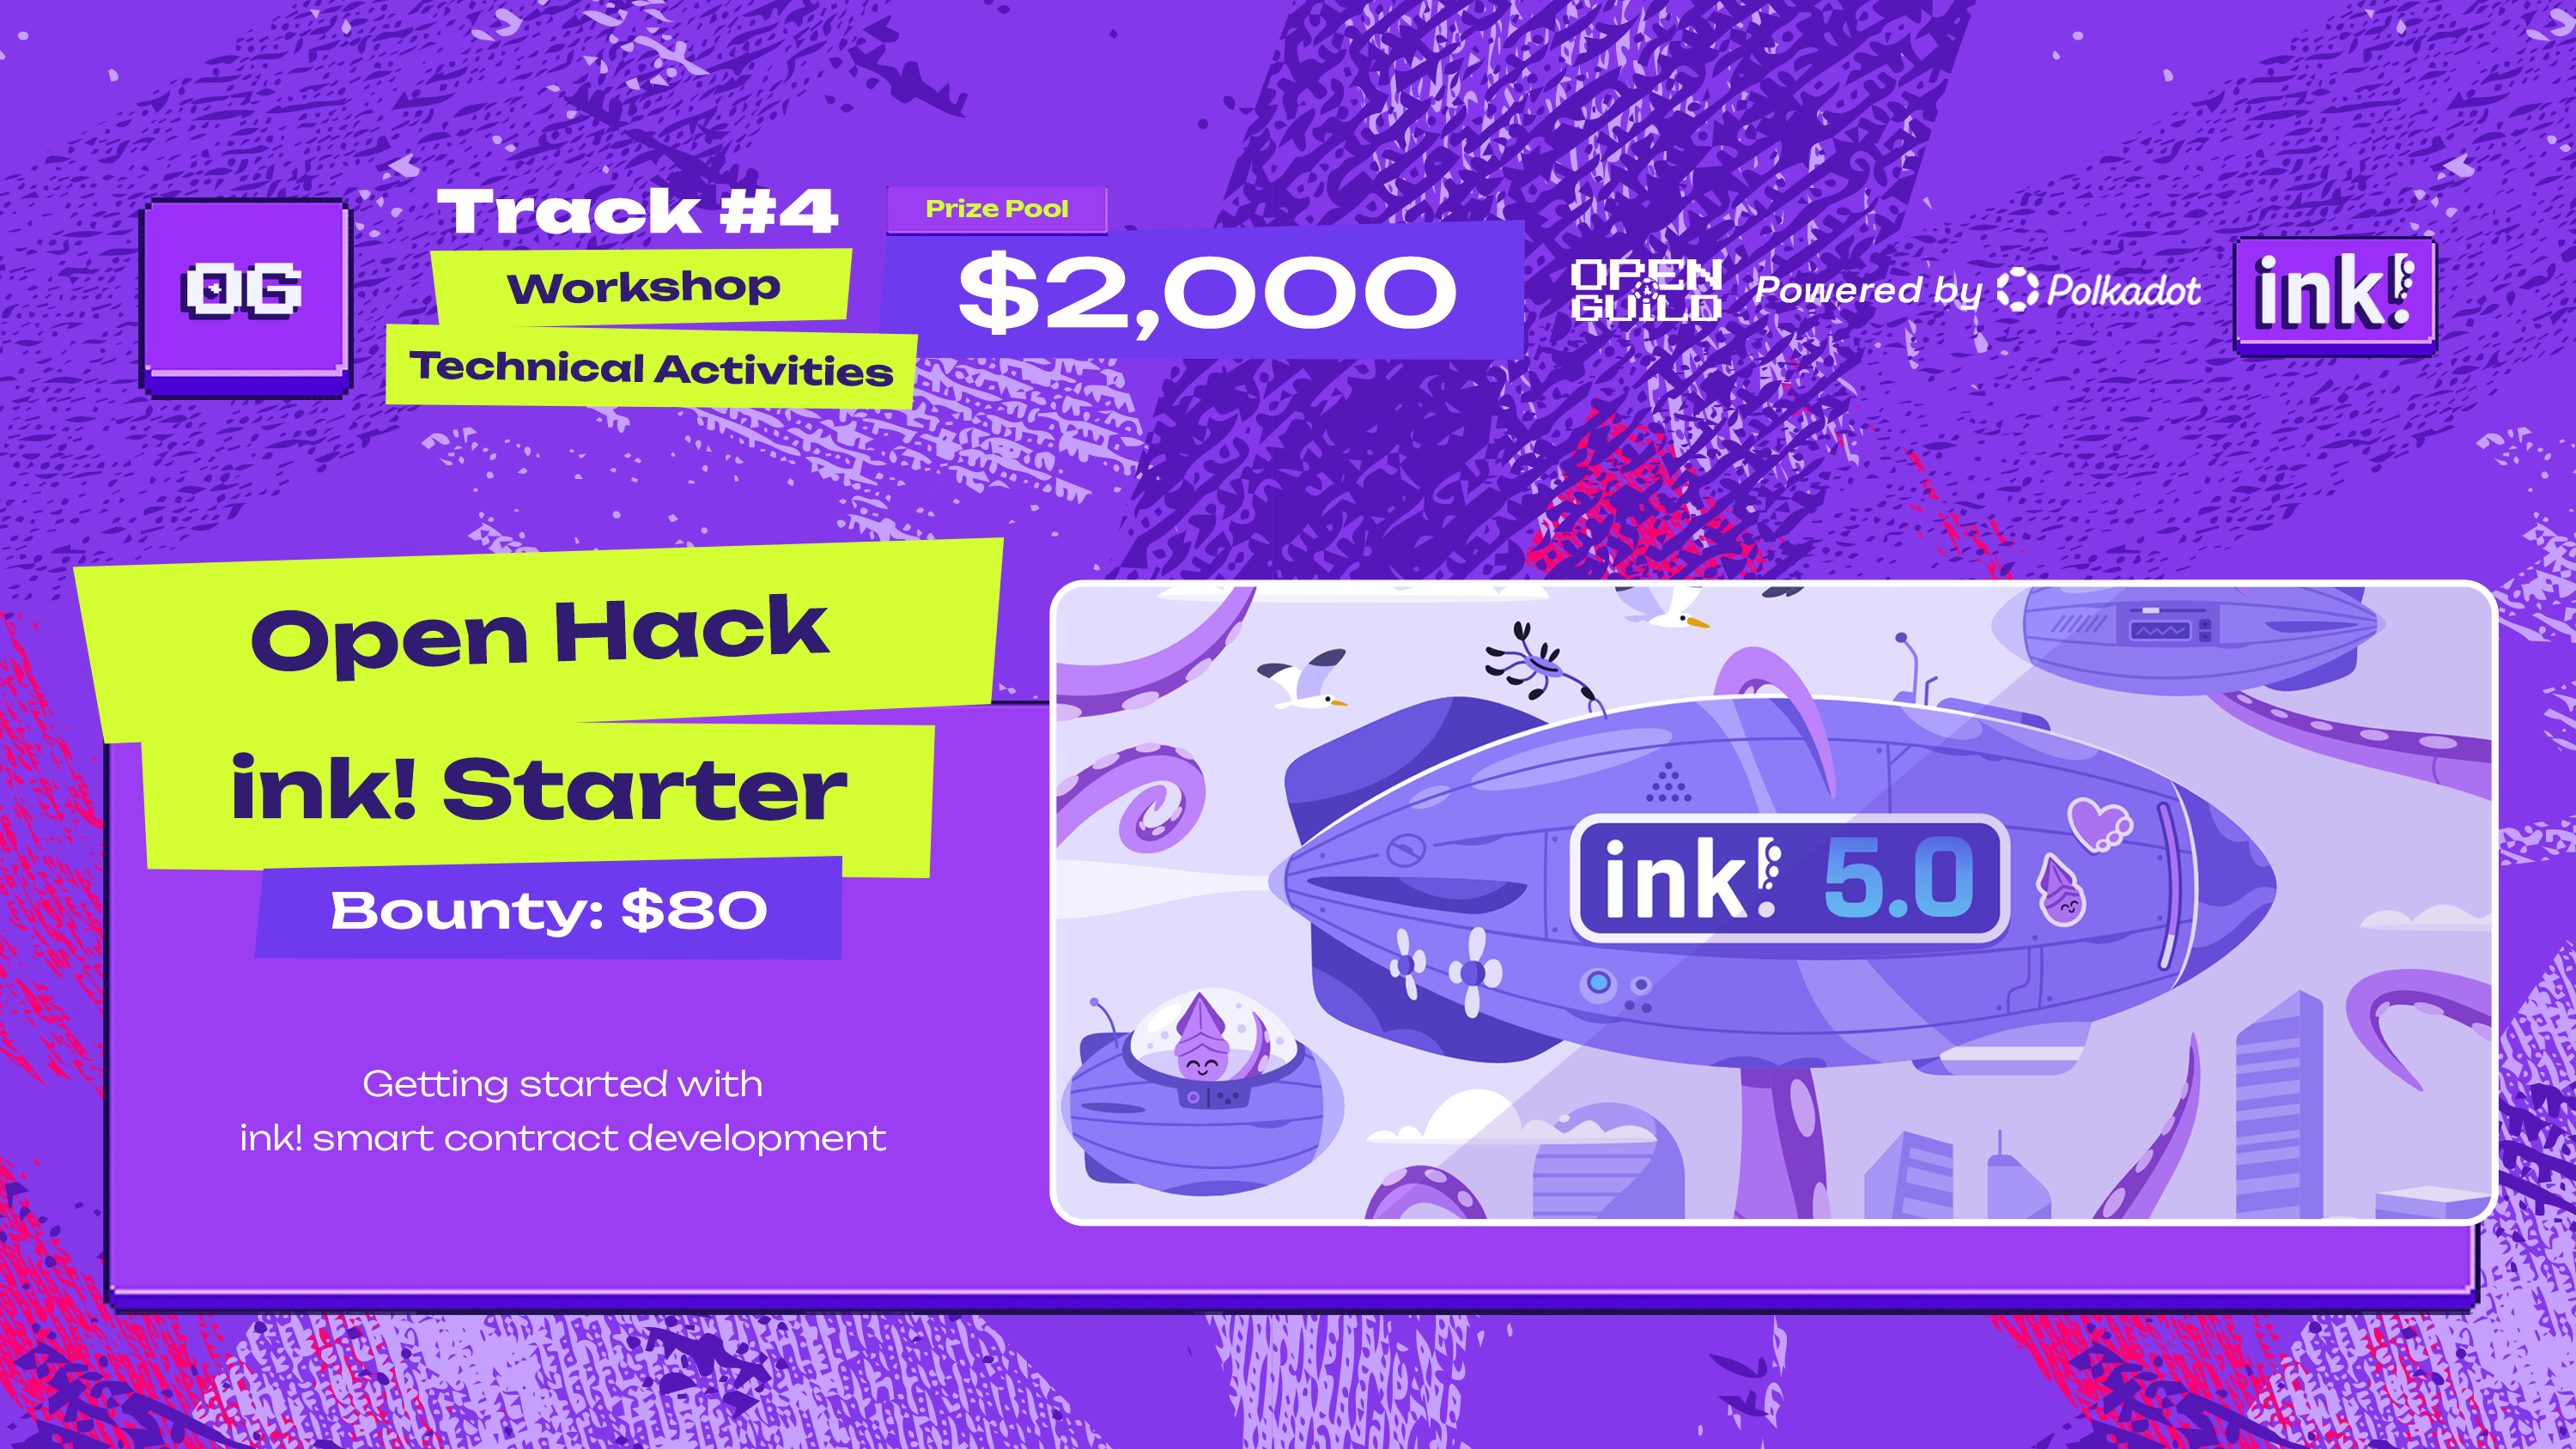 OG
Track #4
Workshop
Technical Activities
Prize Pool
$2,000
OPEN
GUILD
Powered by Polkadot
ink!
Open Hack
ink! Starter
Bounty: $80
Getting started with
ink! smart contract development
ink! 5.0